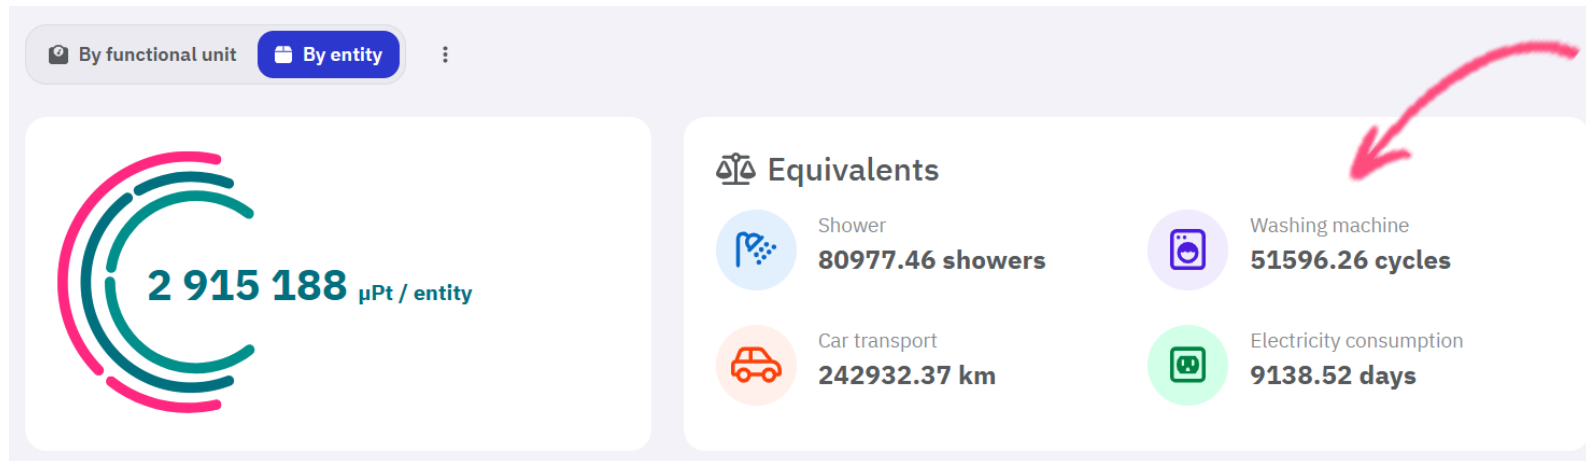 By functional unit
By entity
2 915 188 µPt / entity
Equivalents
Shower
80977.46 showers
Washing machine
51596.26 cycles
Car transport
242932.37 km
Electricity consumption
9138.52 days